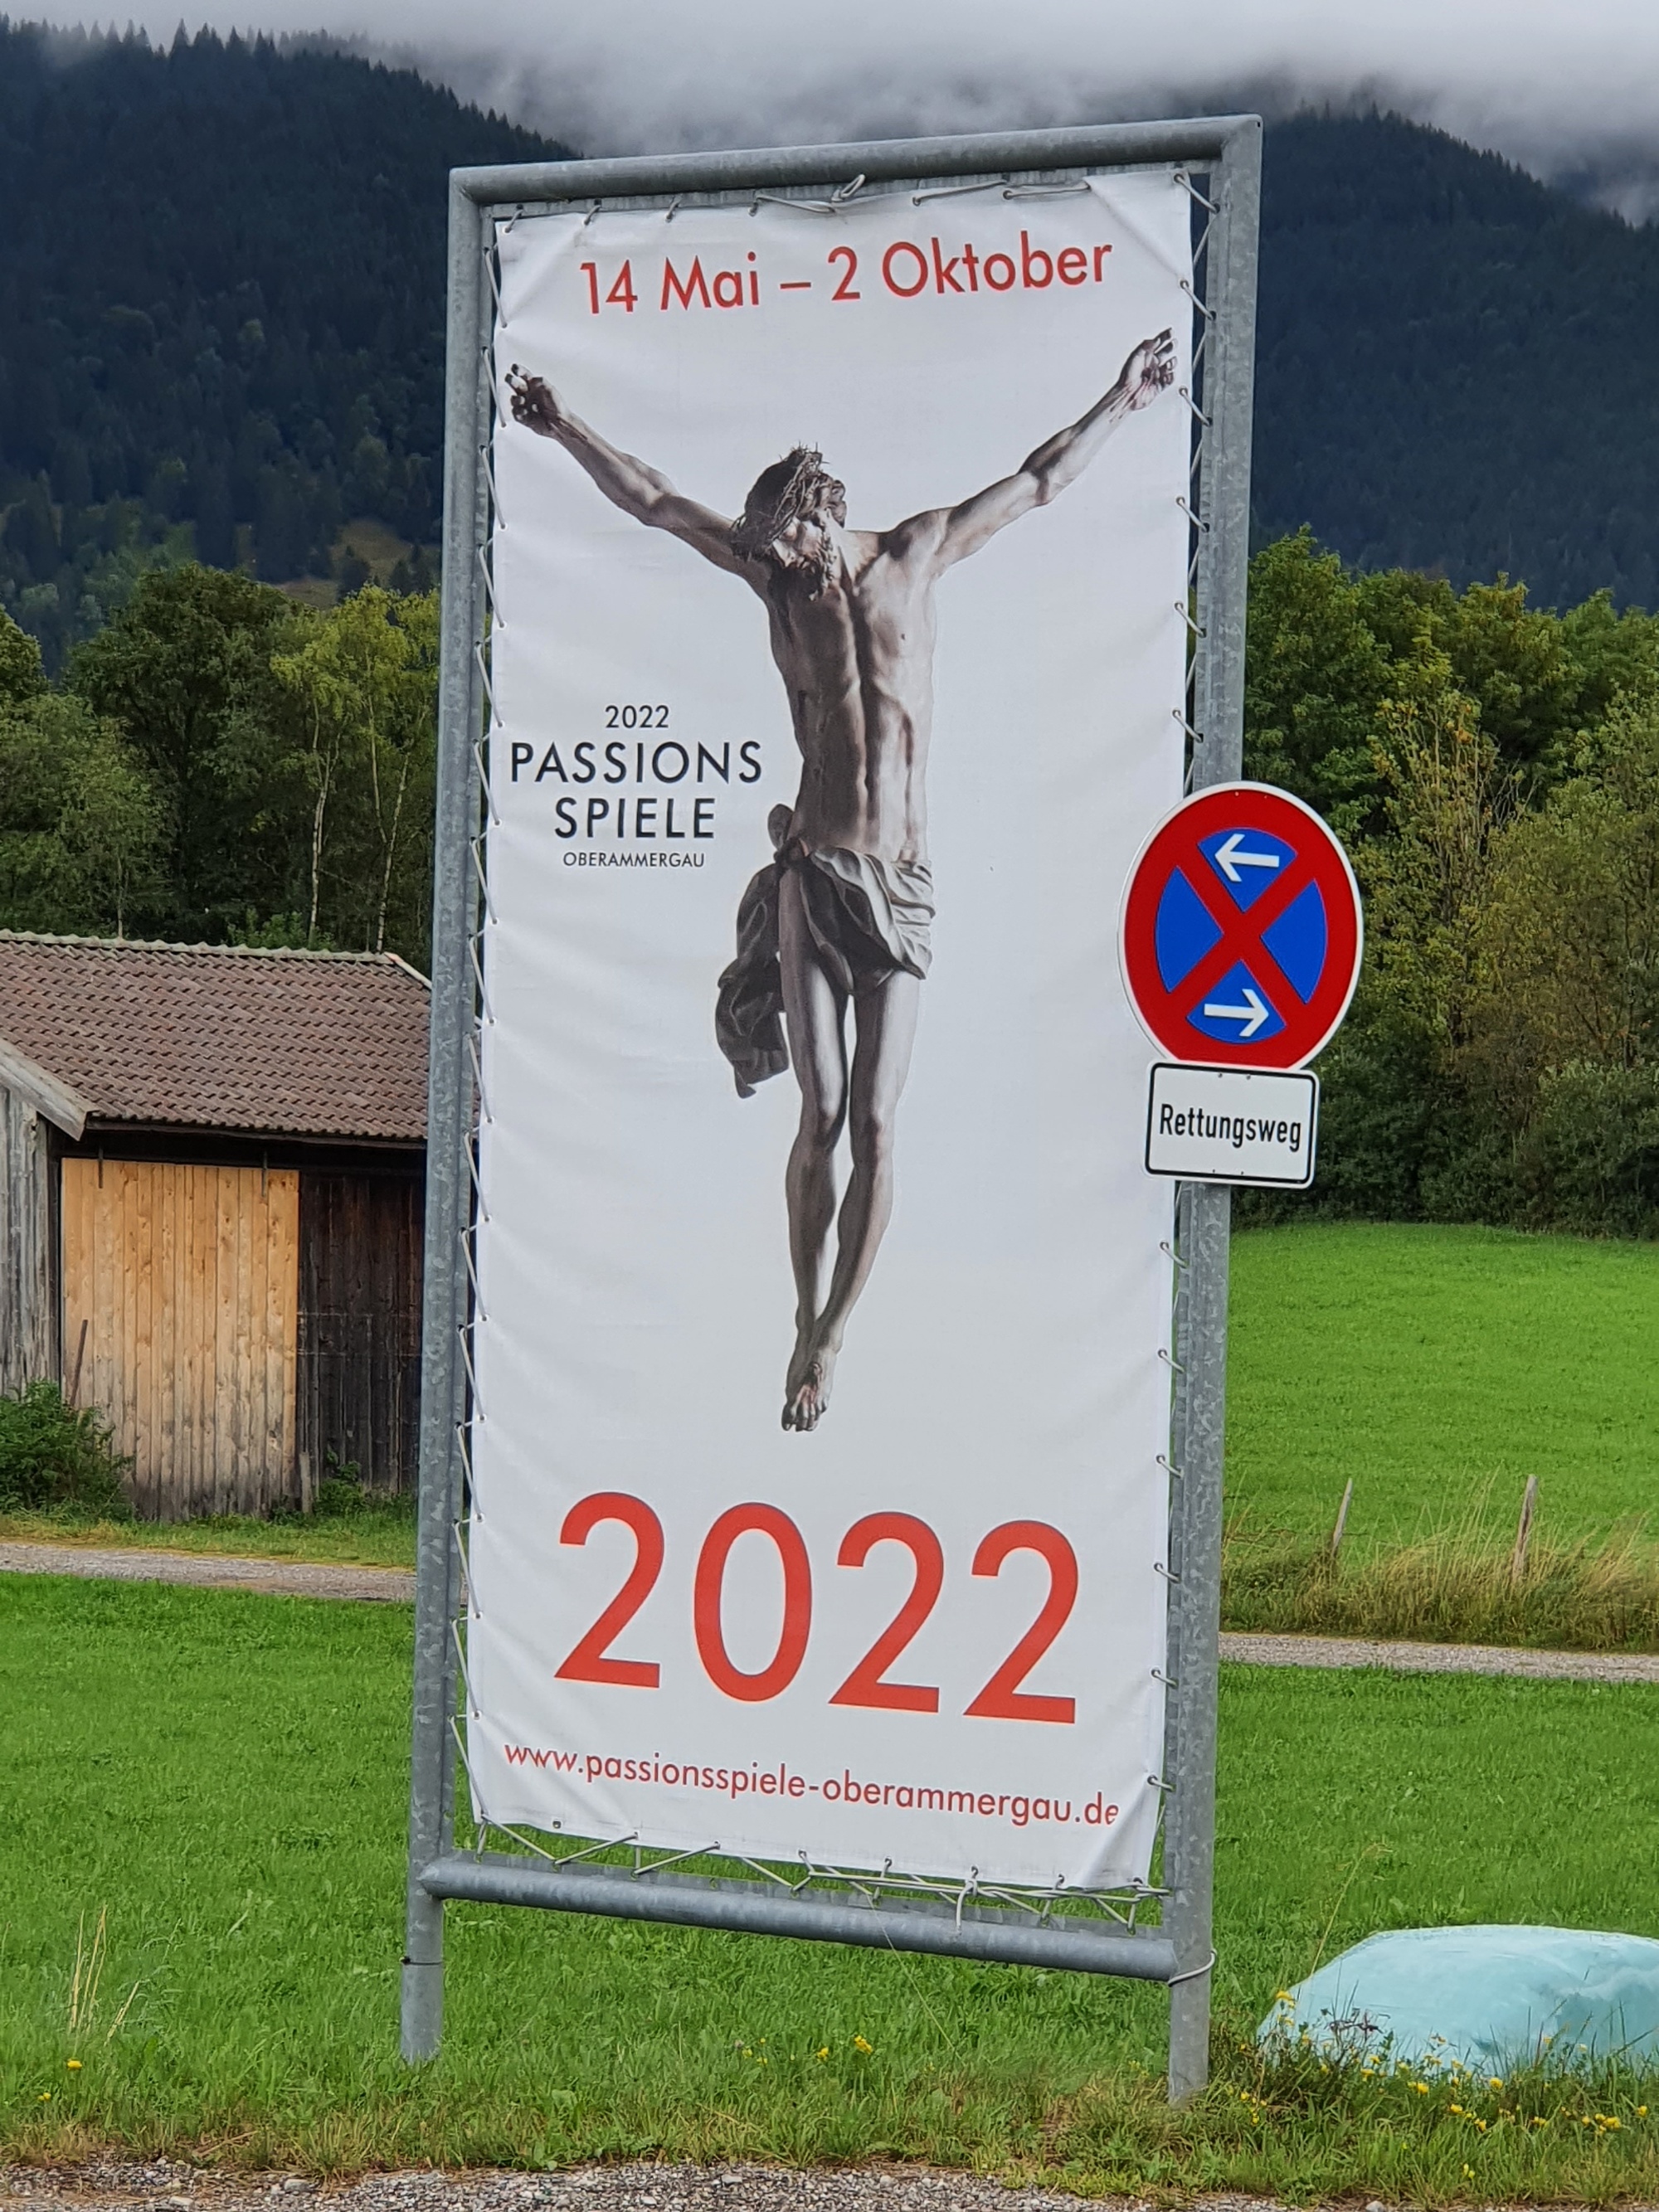 14 Mai – 2 Oktober
2022
PASSIONS
SPIELE
OBERAMMERGAU
Rettungsweg
2022
www.passionsspiele-oberammergau.de